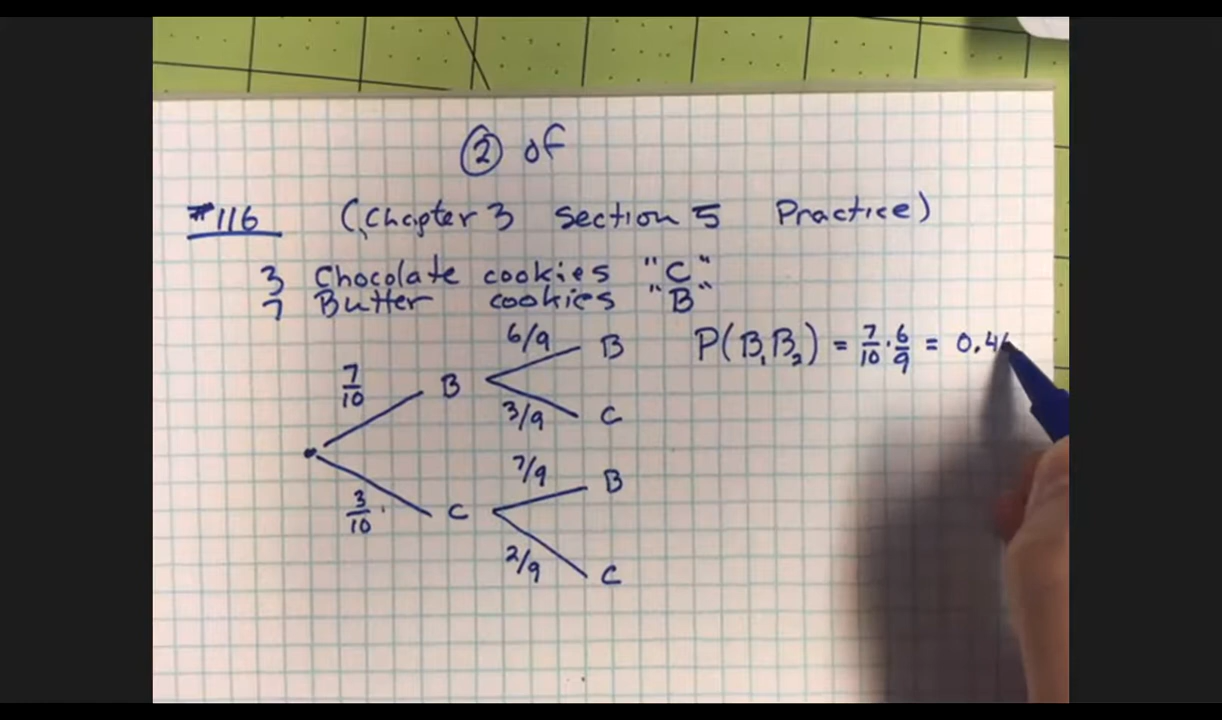 ② of
#116 (Chapter 3 Section 5 Practice)
3 Chocolate cookies "C"
7 Butter cookies "B"
6/9 B P(B₁B₂) = 7/10 · 6/9 = 0.46
7/10 B
3/9 C
7/9 B
3/10 C
2/9 C